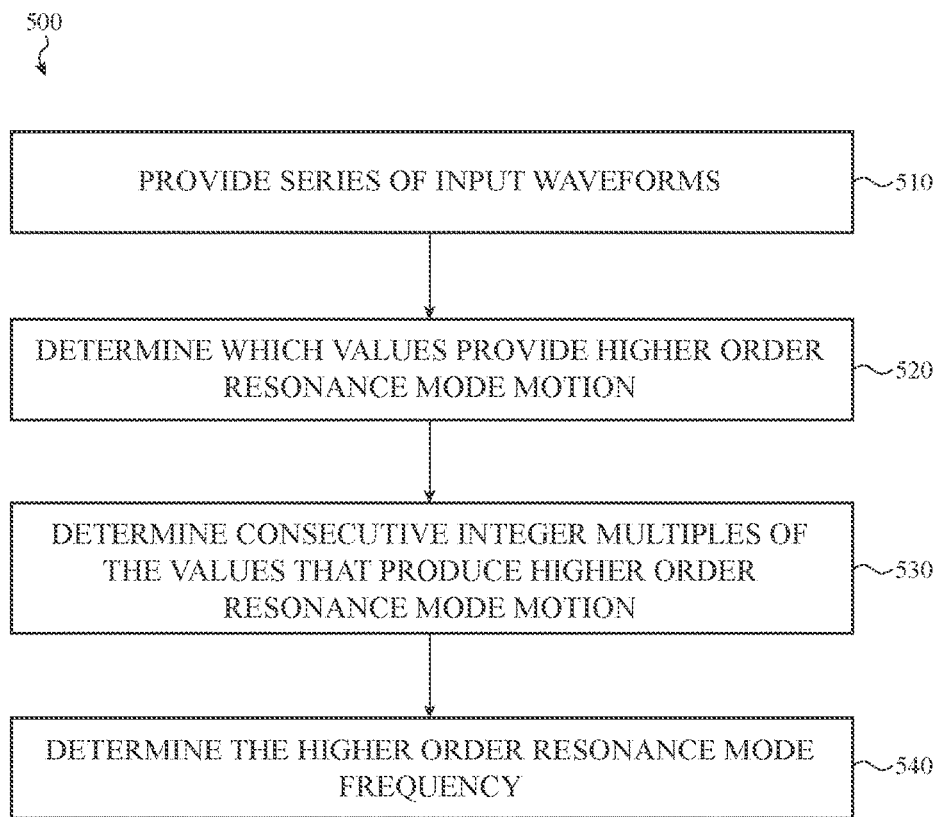 500
PROVIDE SERIES OF INPUT WAVEFORMS
510
DETERMINE WHICH VALUES PROVIDE HIGHER ORDER
RESONANCE MODE MOTION
520
DETERMINE CONSECUTIVE INTEGER MULTIPLES OF
THE VALUES THAT PRODUCE HIGHER ORDER
RESONANCE MODE MOTION
530
DETERMINE THE HIGHER ORDER RESONANCE MODE
FREQUENCY
540